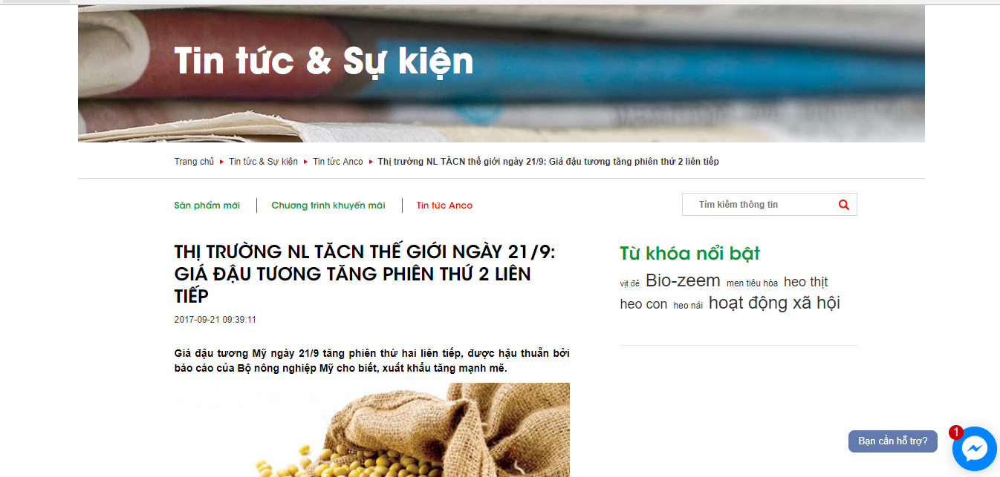 Tin tức & Sự kiện
Trang chủ Tin tức & Sự kiện Tin tức Anco Thị trường NL TĂCN thế giới ngày 21/9: Giá đậu tương tăng phiên thứ 2 liên tiếp
Sản phẩm mới Chương trình khuyến mãi Tin tức Anco
Tìm kiếm thông tin
THỊ TRƯỜNG NL TĂCN THẾ GIỚI NGÀY 21/9:
GIÁ ĐẬU TƯƠNG TĂNG PHIÊN THỨ 2 LIÊN
TIẾP
2017-09-21 09:39:11
Giá đậu tương Mỹ ngày 21/9 tăng phiên thứ hai liên tiếp, được hậu thuẫn bởi
báo cáo của Bộ nông nghiệp Mỹ cho biết, xuất khẩu tăng mạnh mẽ.
Từ khóa nổi bật
vịt đẻ Bio-zeem men tiêu hóa heo thịt
heo con heo nái hoạt động xã hội
Bạn cần hỗ trợ?
1